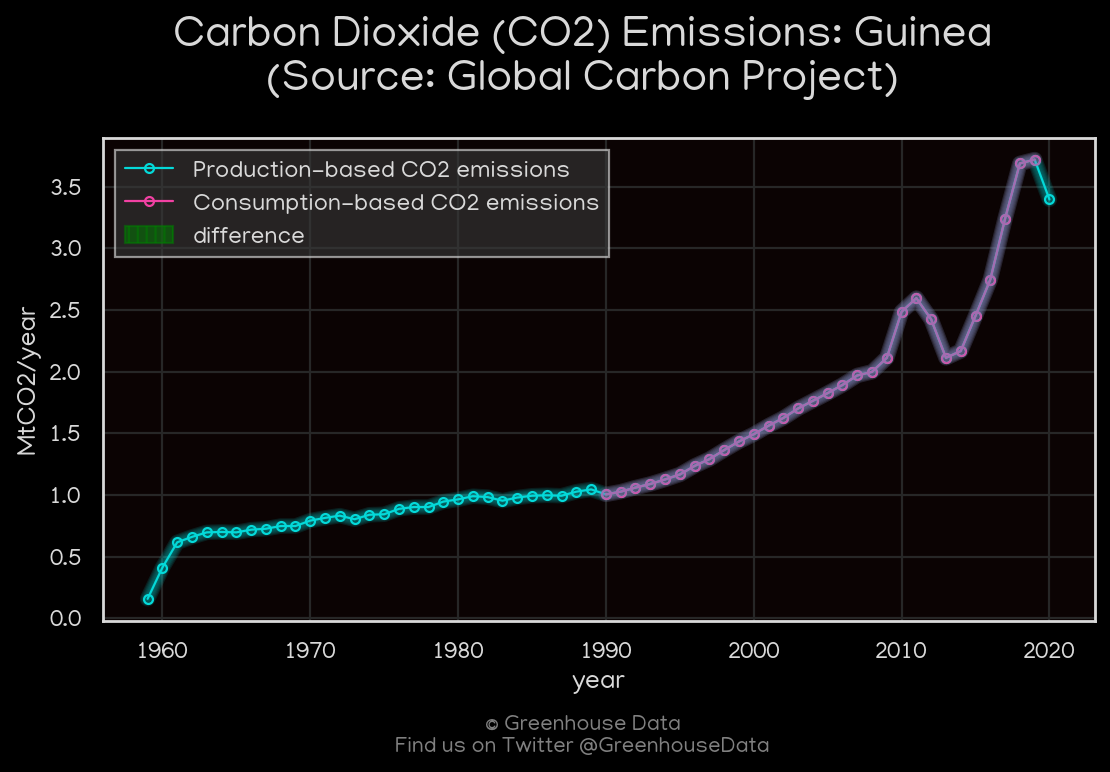 Carbon Dioxide (CO2) Emissions: Guinea
(Source: Global Carbon Project)
Production-based CO2 emissions
Consumption-based CO2 emissions
difference
MtCO2/year
3.5
3.0
2.5
2.0
1.5
1.0
0.5
0.0
1960 1970 1980 1990 2000 2010 2020
year
© Greenhouse Data
Find us on Twitter @GreenhouseData